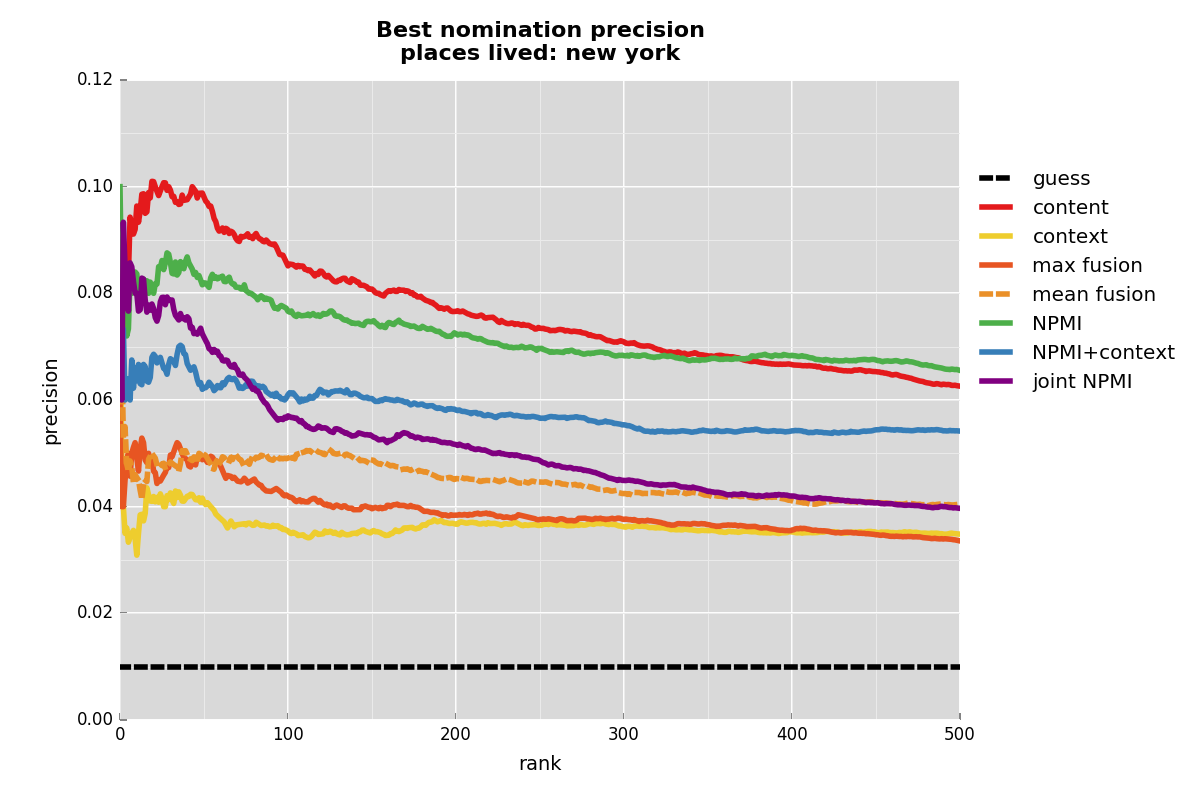 Best nomination precision
places lived: new york
precision
0.12
0.10
0.08
0.06
0.04
0.02
0.00
0 100 200 300 400 500
rank
guess
content
context
max fusion
mean fusion
NPMI
NPMI+context
joint NPMI